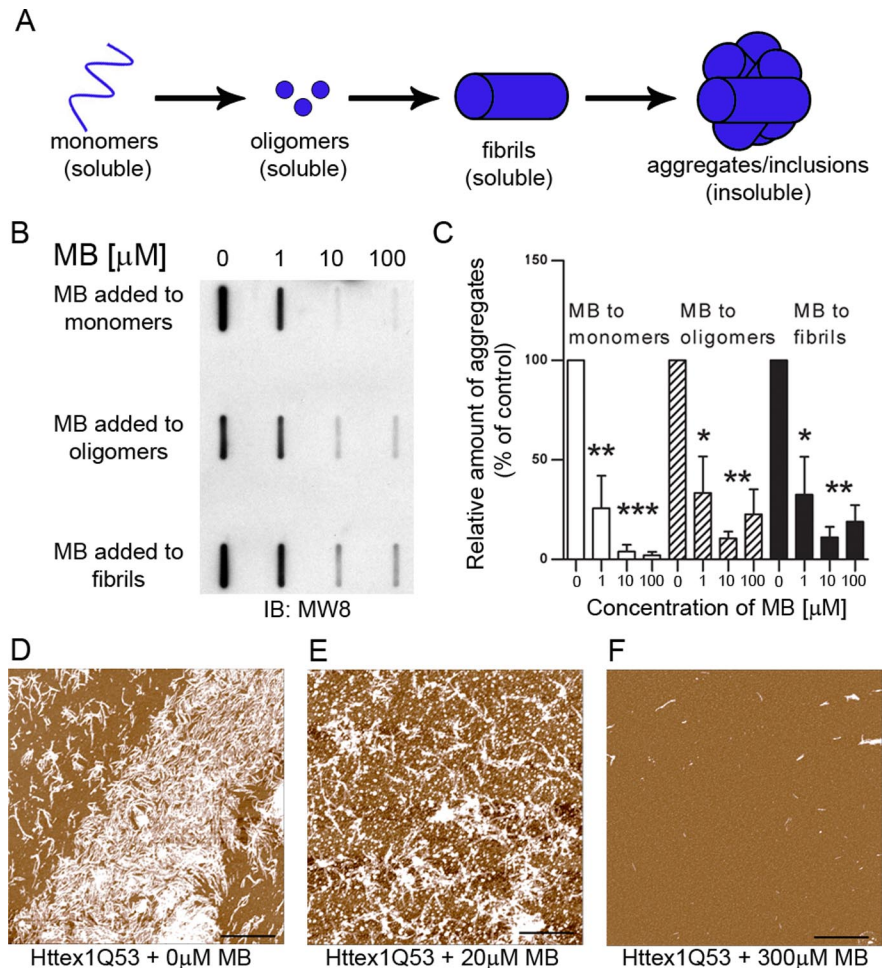 A
monomers
(soluble)
oligomers
(soluble)
fibrils
(soluble)
aggregates/inclusions
(insoluble)
B
MB [μM] 0 1 10 100
MB added to
monomers
MB added to
oligomers
MB added to
fibrils
IB: MW8
C
Relative amount of aggregates
(% of control)
150
100
50
0
MB to
monomers
MB to
oligomers
MB to
fibrils
** *** * ** * **
0 1 10 100 0 1 10 100 0 1 10 100
Concentration of MB [μM]
D
Httex1Q53 + 0μM MB
E
Httex1Q53 + 20μM MB
F
Httex1Q53 + 300μM MB